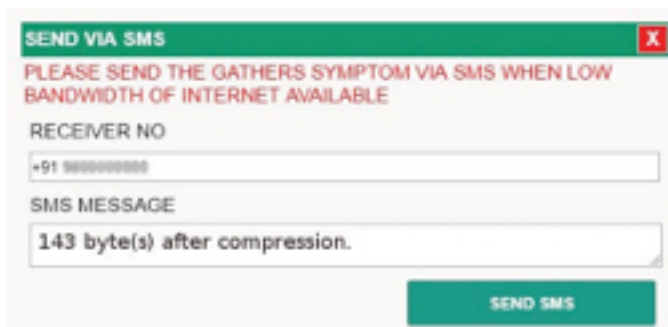 SEND VIA SMS X
PLEASE SEND THE GATHERS SYMPTOM VIA SMS WHEN LOW
BANDWIDTH OF INTERNET AVAILABLE
RECEIVER NO
+91
SMS MESSAGE
143 byte(s) after compression.
SEND SMS